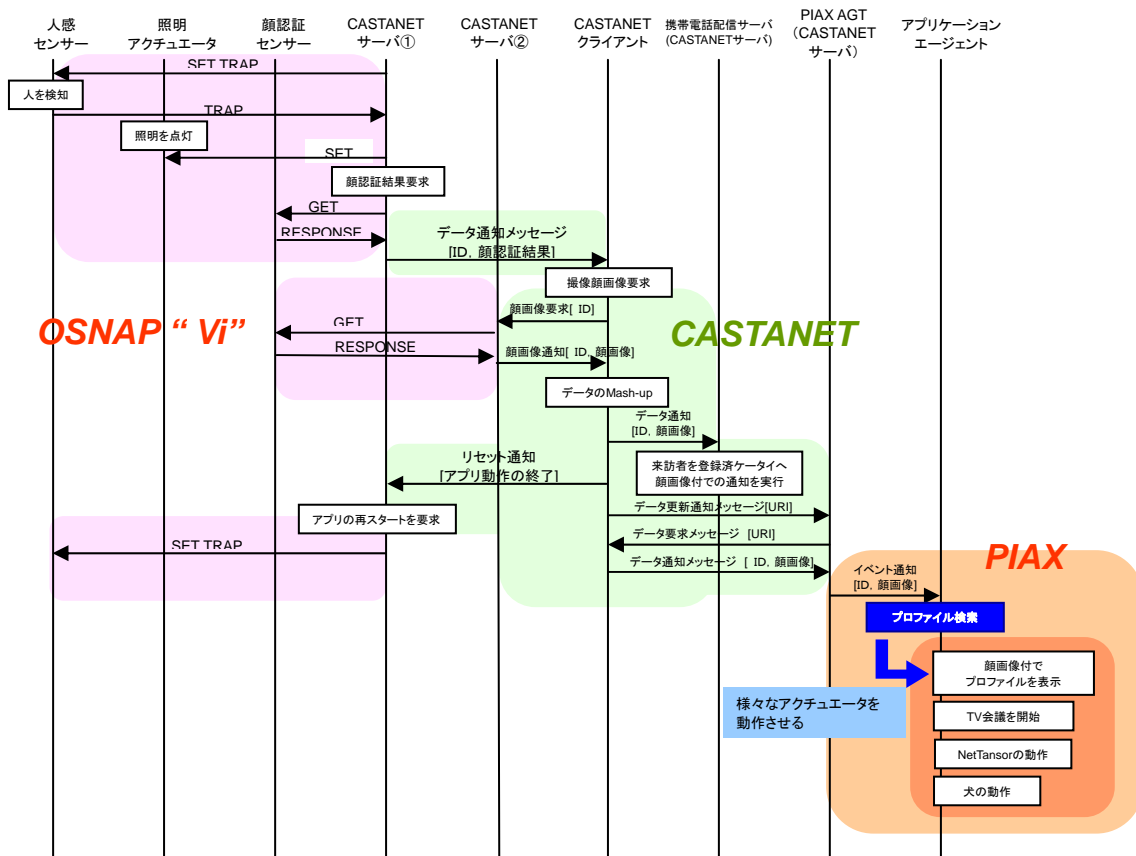 人感
センサー
照明
アクチュエータ
顔認証
センサー
CASTANET
サーバ①
CASTANET
サーバ②
CASTANET
クライアント
携帯電話配信サーバ
(CASTANETサーバ)
PIAX AGT
(CASTANET
サーバ)
アプリケーション
エージェント
SET TRAP
人を検知
TRAP
照明を点灯
SET
顔認証結果要求
GET
RESPONSE
データ通知メッセージ
[ID, 顔認証結果]
撮像顔画像要求
顔画像要求[ ID]
OSNAP “ Vi”
GET
CASTANET
RESPONSE
顔画像通知[ ID, 顔画像]
データのMash-up
データ通知
[ID, 顔画像]
リセット通知
[アプリ動作の終了]
来訪者を登録済ケータイへ
顔画像付での通知を実行
データ更新通知メッセージ[URI]
アプリの再スタートを要求
データ要求メッセージ [URI]
SET TRAP
データ通知メッセージ [ ID, 顔画像]
PIAX
イベント通知
[ID, 顔画像]
プロファイル検索
顔画像付で
プロファイルを表示
様々なアクチュエータを
動作させる
TV会議を開始
NetTansorの動作
犬の動作